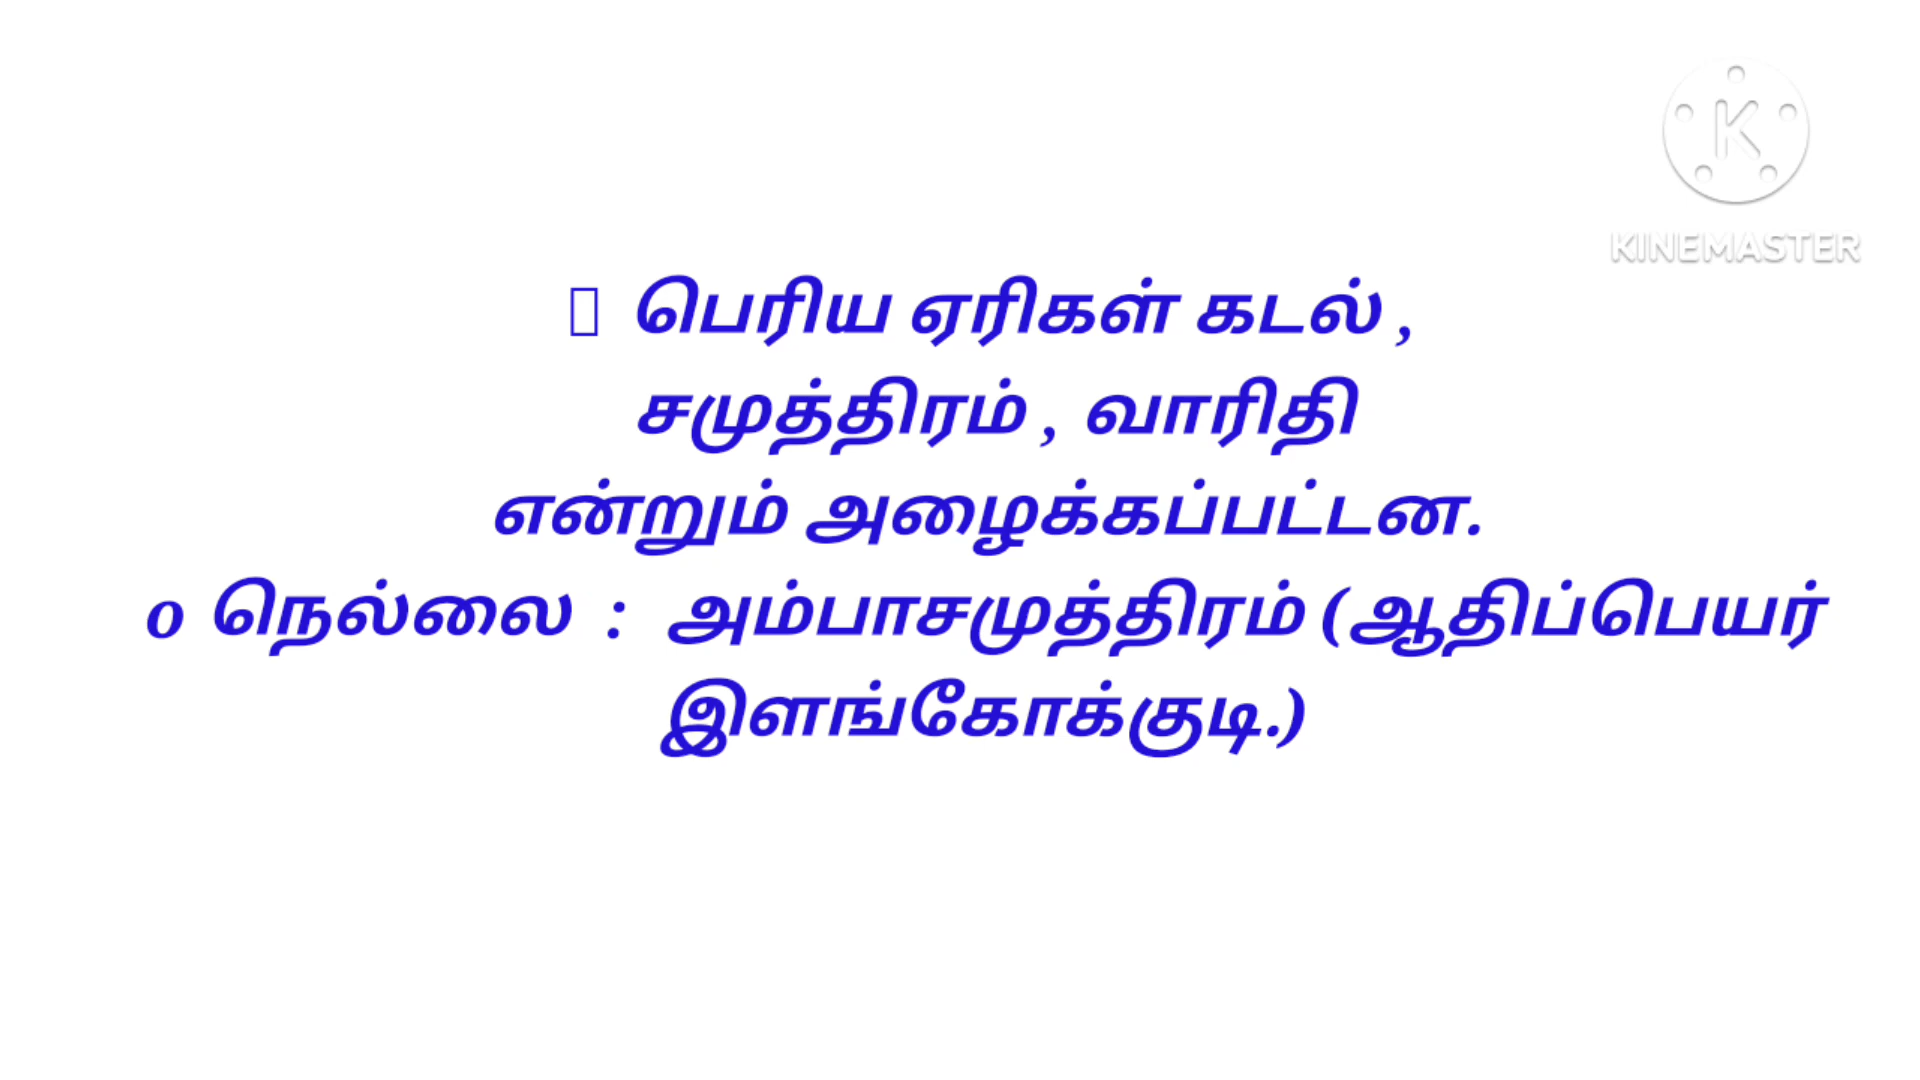 K
KINEMASTER
▯ பெரிய ஏரிகள் கடல் ,
சமுத்திரம் , வாரிதி
என்றும் அழைக்கப்பட்டன.
o நெல்லை : அம்பாசமுத்திரம் (ஆதிப்பெயர்
இளங்கோக்குடி.)